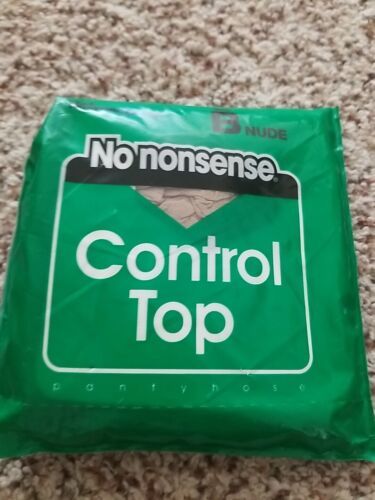 B NUDE
No nonsense®
Control
Top
pantyhose